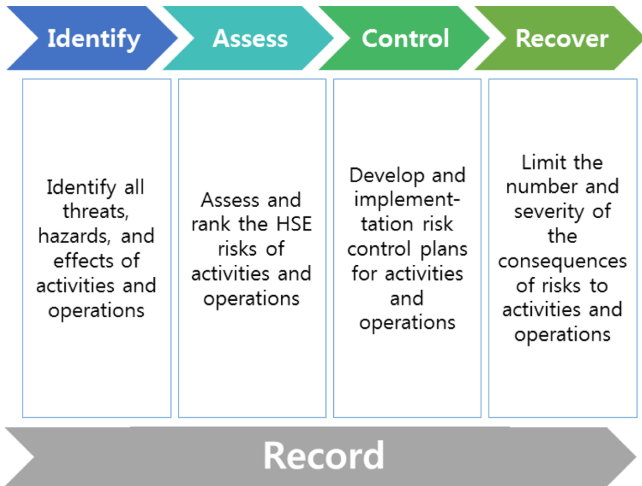 Identify
Assess
Control
Recover
Identify all
threats,
hazards, and
effects of
activities and
operations
Assess and
rank the HSE
risks of
activities and
operations
Develop and
implement-
tation risk
control plans
for activities
and
operations
Limit the
number and
severity of
the
consequences
of risks to
activities and
operations
Record